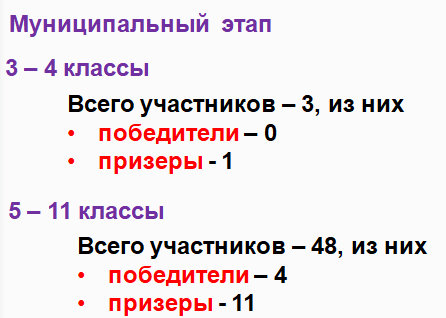 Муниципальный этап
3 – 4 классы
Всего участников – 3, из них
• победители – 0
• призеры - 1
5 – 11 классы
Всего участников – 48, из них
• победители – 4
• призеры - 11